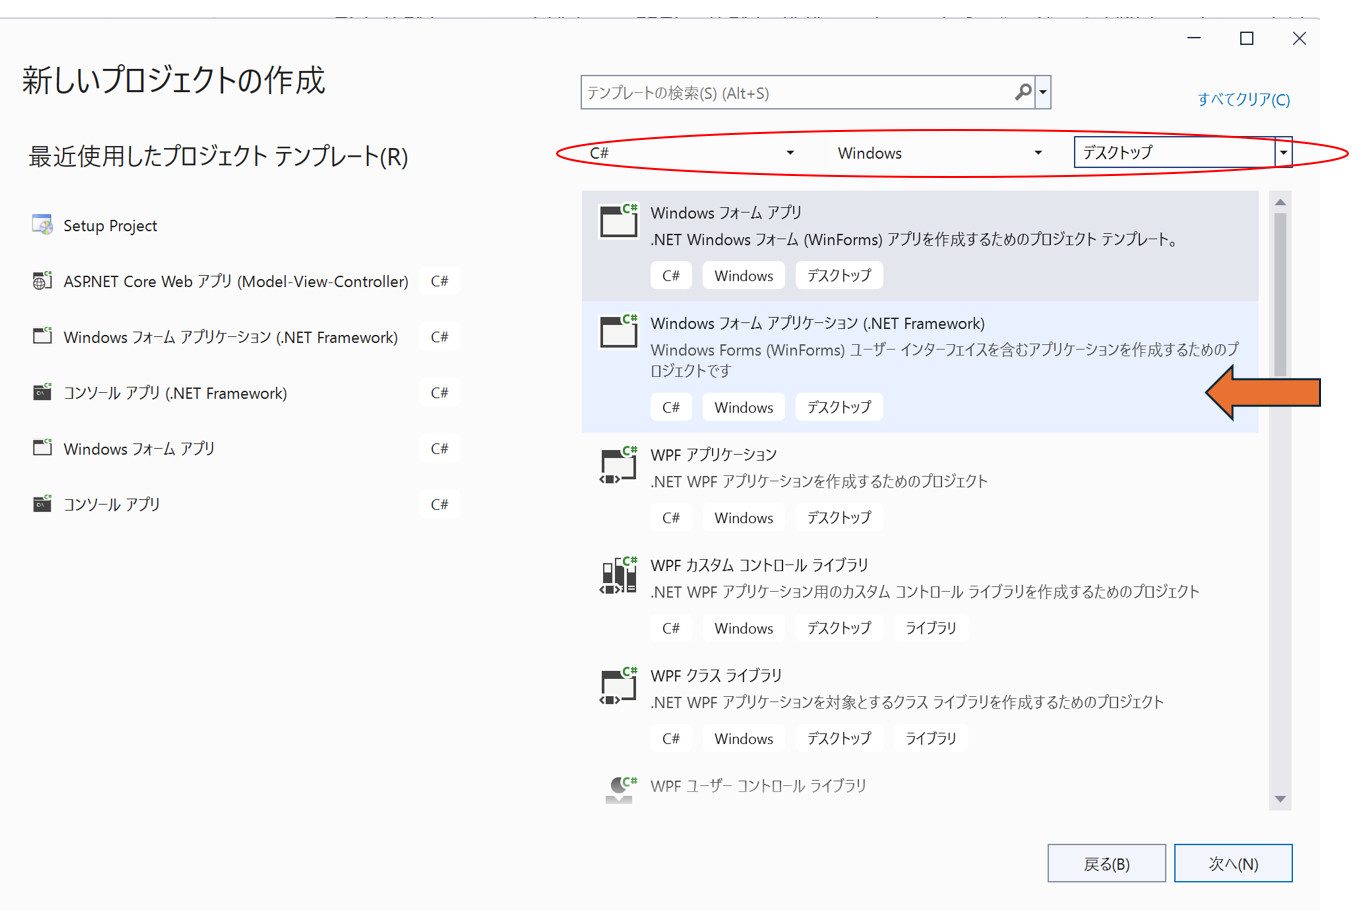 新しいプロジェクトの作成
テンプレートの検索(S) (Alt+S)
すべてクリア(C)
最近使用したプロジェクト テンプレート(R)
C#
Windows
デスクトップ
Setup Project
ASP.NET Core Web アプリ (Model-View-Controller)
C#
Windows フォーム アプリケーション (.NET Framework)
C#
コンソール アプリ (.NET Framework)
C#
Windows フォーム アプリ
C#
コンソール アプリ
C#
Windows フォーム アプリ
.NET Windows フォーム (WinForms) アプリを作成するためのプロジェクト テンプレート。
C# Windows デスクトップ
Windows フォーム アプリケーション (.NET Framework)
Windows Forms (WinForms) ユーザー インターフェイスを含むアプリケーションを作成するためのプ
ロジェクトです
C# Windows デスクトップ
WPF アプリケーション
.NET WPF アプリケーションを作成するためのプロジェクト
C# Windows デスクトップ
WPF カスタム コントロール ライブラリ
.NET WPF アプリケーション用のカスタム コントロール ライブラリを作成するためのプロジェクト
C# Windows デスクトップ ライブラリ
WPF クラス ライブラリ
.NET WPF アプリケーションを対象とするクラス ライブラリを作成するためのプロジェクト
C# Windows デスクトップ ライブラリ
WPF ユーザー コントロール ライブラリ
戻る(B)
次へ(N)